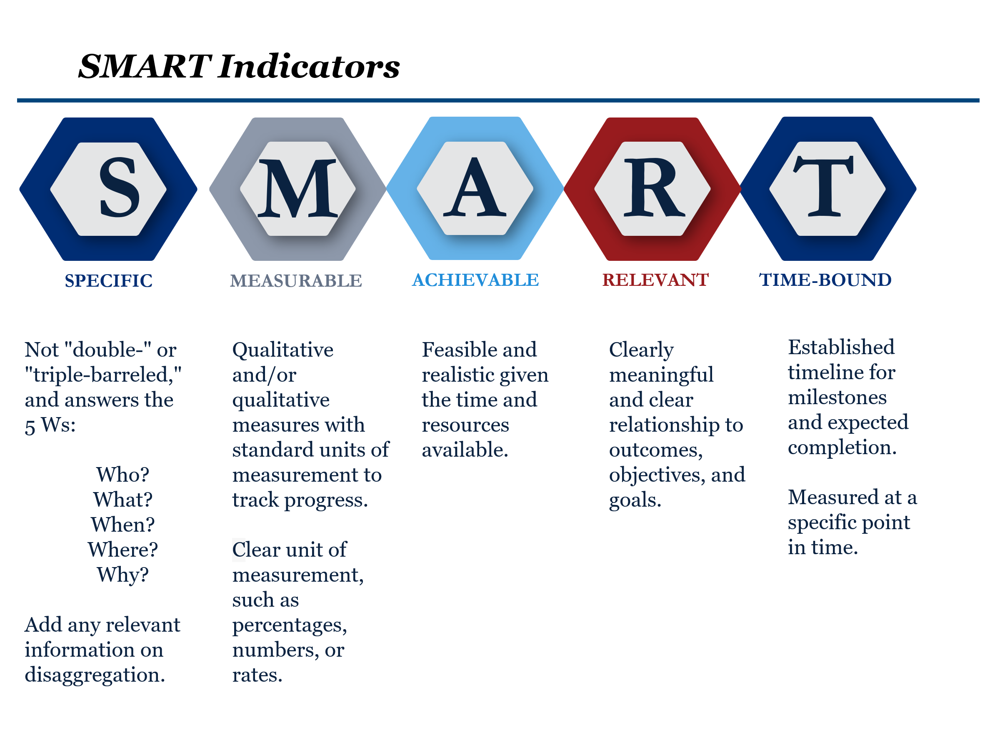 SMART Indicators
S
M
A
R
T
SPECIFIC
MEASURABLE
ACHIEVABLE
RELEVANT
TIME-BOUND
Not "double-" or
"triple-barreled,"
and answers the
5 Ws:
Who?
What?
When?
Where?
Why?
Add any relevant
information on
disaggregation.
Qualitative
and/or
qualitative
measures with
standard units of
measurement to
track progress.
Clear unit of
measurement,
such as
percentages,
numbers, or
rates.
Feasible and
realistic given
the time and
resources
available.
Clearly
meaningful
and clear
relationship to
outcomes,
objectives, and
goals.
Established
timeline for
milestones
and expected
completion.
Measured at a
specific point
in time.